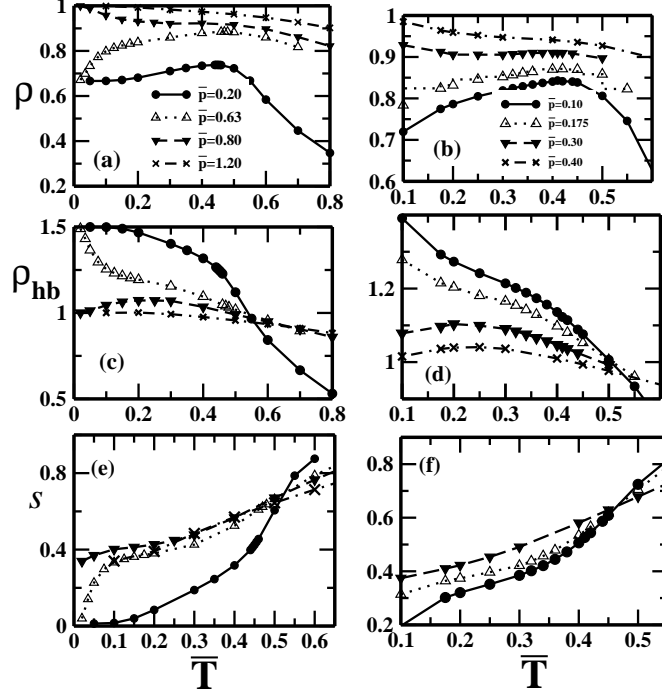 1
0.8
0.6
0.4
0.2
ρ
p̄=0.20
p̄=0.63
p̄=0.80
p̄=1.20
(a)
0 0.2 0.4 0.6 0.8
1
0.9
0.8
0.7
0.6
p̄=0.10
p̄=0.175
p̄=0.30
p̄=0.40
(b)
0.1 0.2 0.3 0.4 0.5
1.5
1
0.5
ρhb
(c)
0 0.2 0.4 0.6 0.8
1.2
1
(d)
0.1 0.2 0.3 0.4 0.5
0.8
0.4
0
s
(e)
0 0.1 0.2 0.3 0.4 0.5 0.6
T̄
0.8
0.6
0.4
0.2
(f)
0.1 0.2 0.3 0.4 0.5
T̄